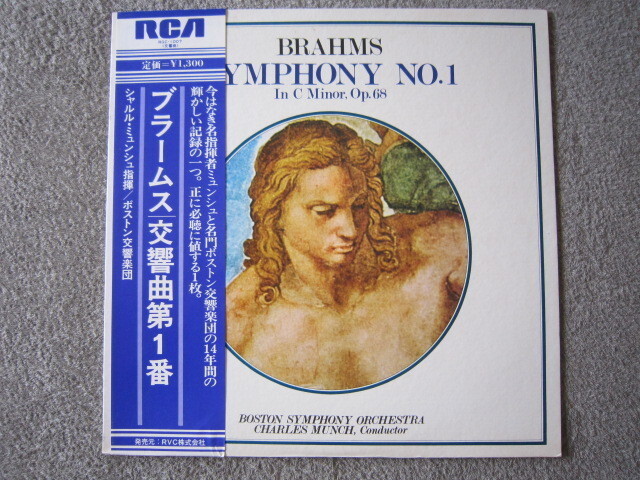 RCA
定価=¥1,300
ブラームス/交響曲第1番
シャルル・ミュンシュ指揮/ボストン交響楽団
今はなき名指揮者ミュンシュと名門ボストン交響楽団の14年間の
輝かしい記録の一つ。正に必聴に値する1枚。
発売元:RVC株式会社
BRAHMS
YMPHONY NO.1
In C Minor, Op.68
BOSTON SYMPHONY ORCHESTRA
CHARLES MUNCH, Conductor